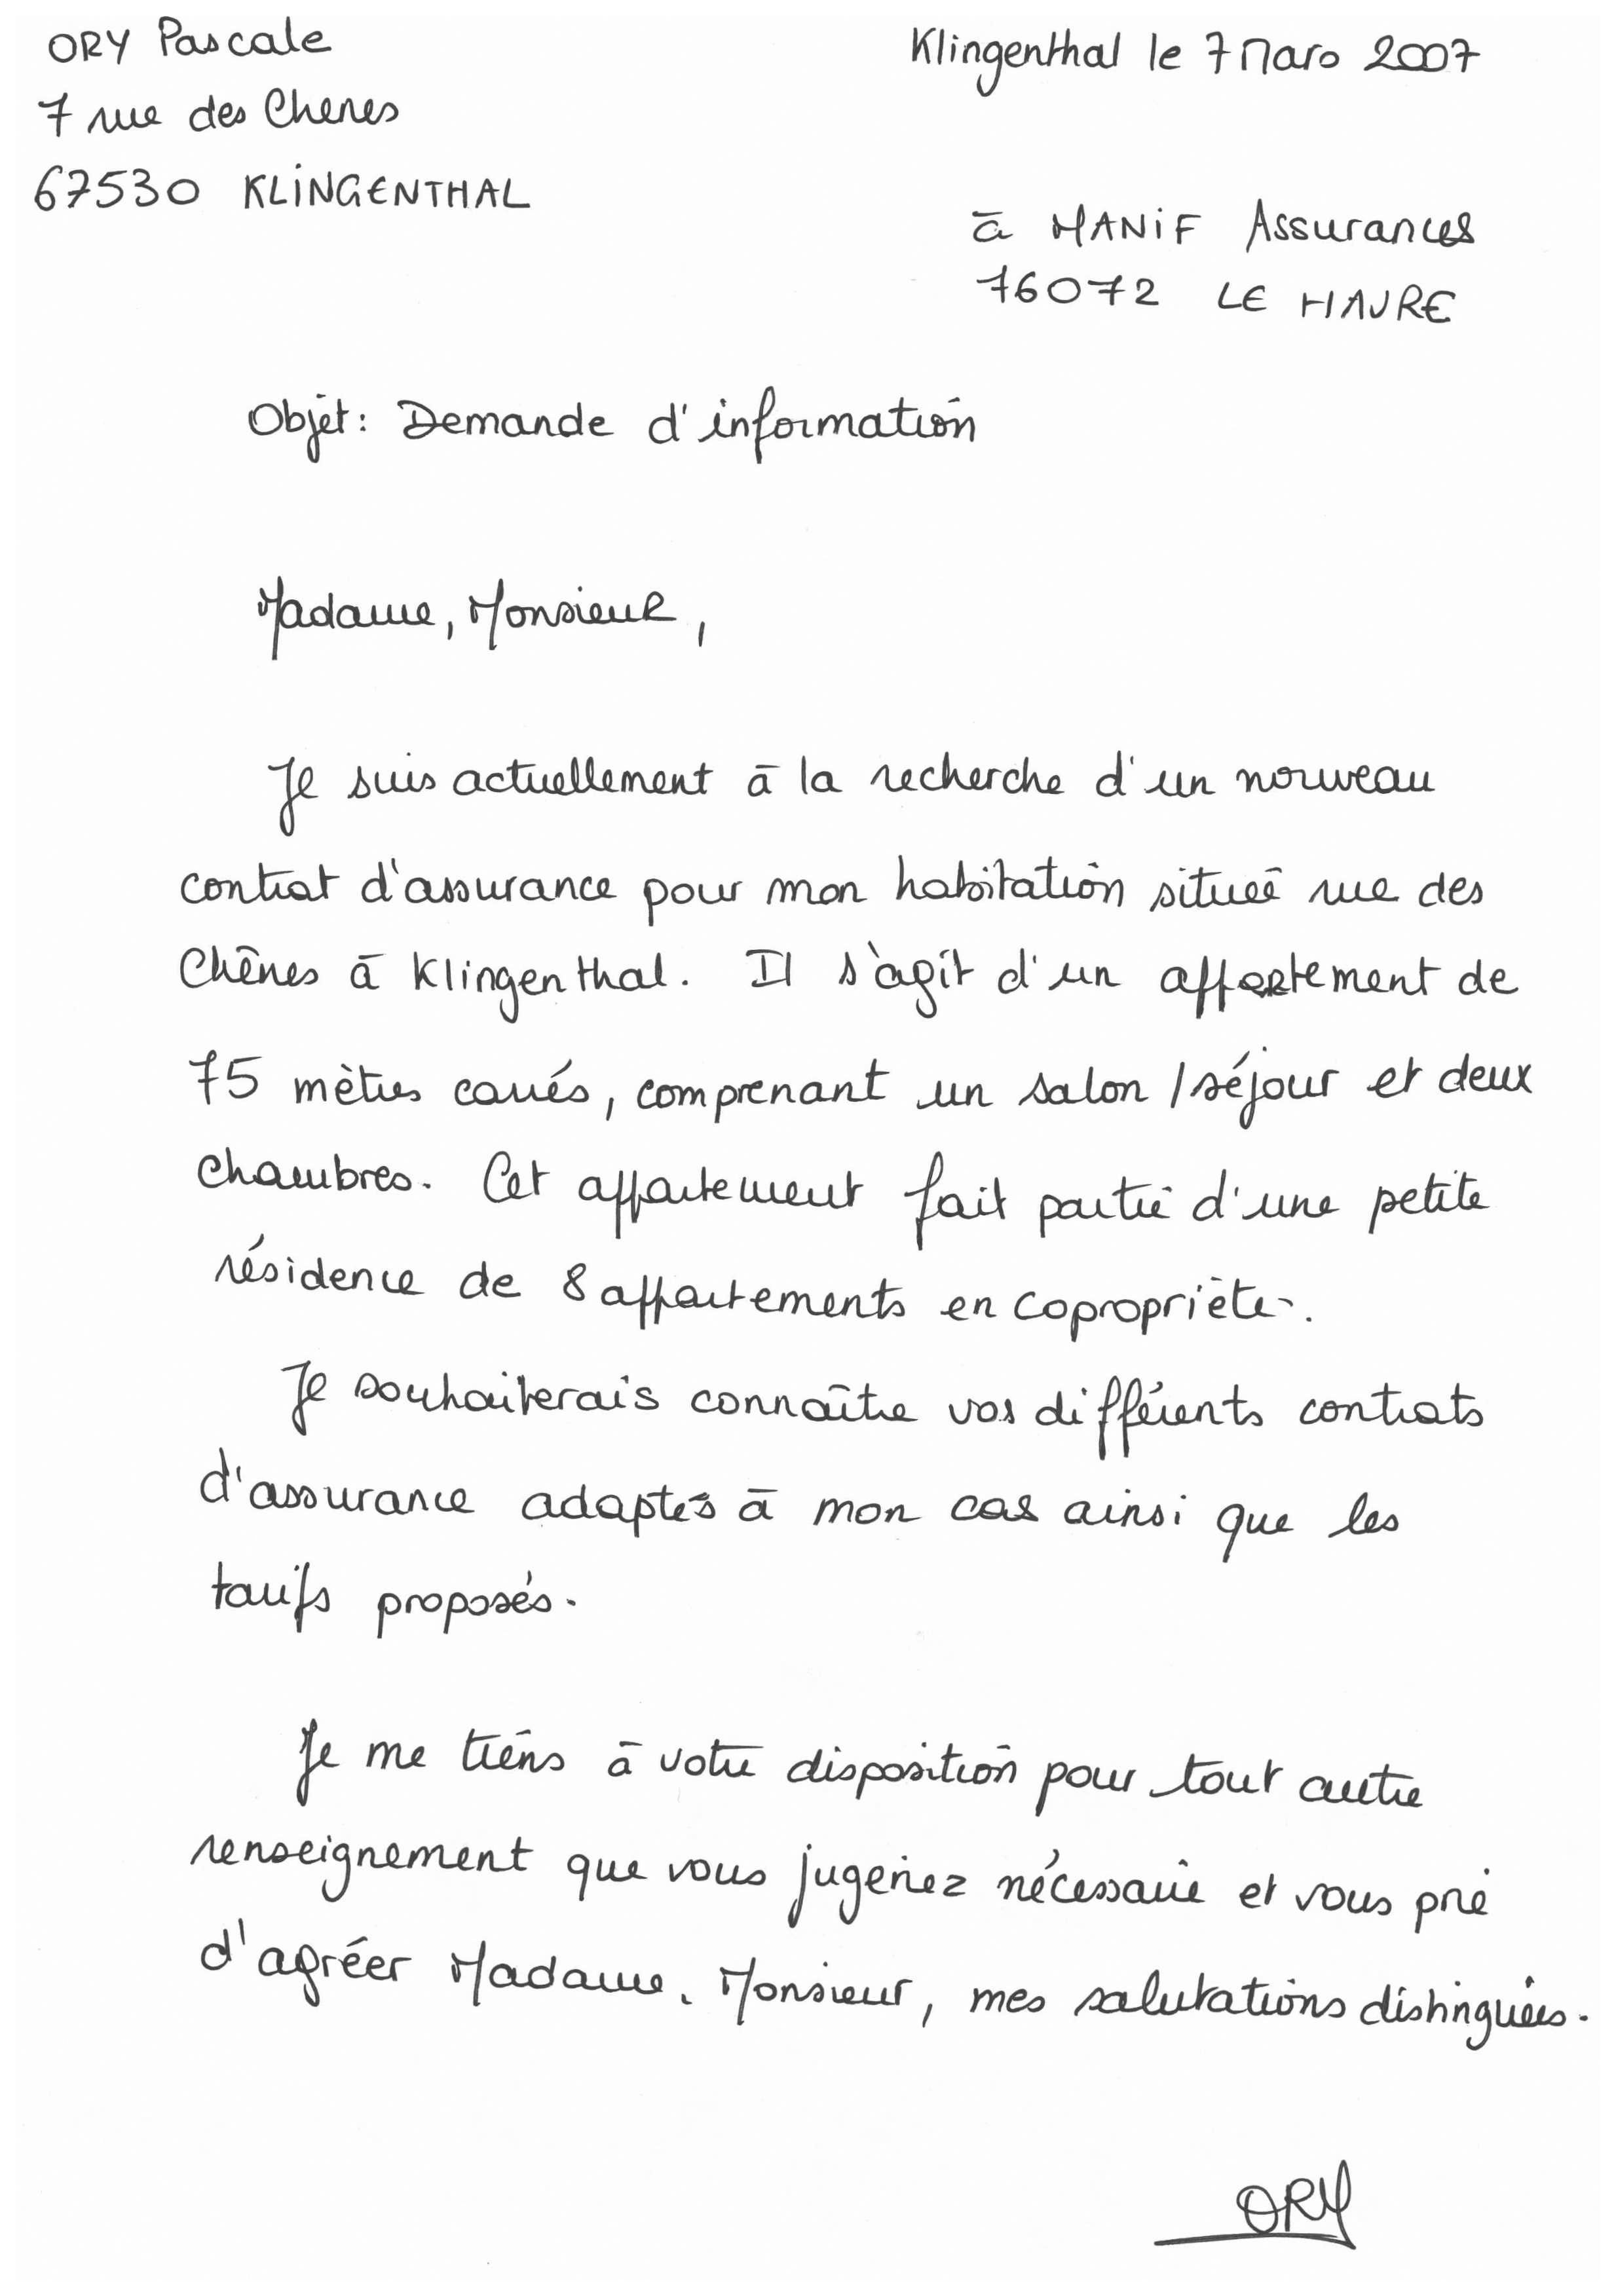 ORY Pascale
7 rue des Chenes
67530 KLINGENTHAL
Klingenthal le 7 Mars 2007
à MANIF Assurances
76072 LE HAVRE
Objet: Demande d'information
Madame, Monsieur,
Je suis actuellement à la recherche d'un nouveau
contrat d'assurance pour mon habitation située rue des
Chênes à Klingenthal. Il s'agit d'un appartement de
75 mètres carrés, comprenant un salon/séjour et deux
chambres. Cet appartement fait partie d'une petite
résidence de 8 appartements en copropriété.
Je souhaiterais connaître vos différents contrats
d'assurance adaptés à mon cas ainsi que les
tarifs proposés.
Je me tiens à votre disposition pour tout autre
renseignement que vous jugeriez nécessaire et vous prie
d'agréer Madame, Monsieur, mes salutations distinguées.
ORY